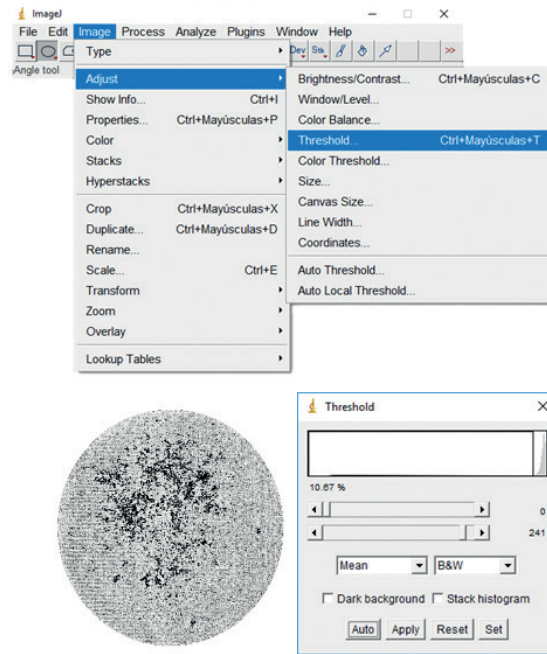 ImageJ
File Edit Image Process Analyze Plugins Window Help
Dev Stk >>
Angle tool
Type
Adjust
Show Info... Ctrl+I
Properties... Ctrl+Mayúsculas+P
Color
Stacks
Hyperstacks
Crop Ctrl+Mayúsculas+X
Duplicate... Ctrl+Mayúsculas+D
Rename...
Scale... Ctrl+E
Transform
Zoom
Overlay
Lookup Tables
Brightness/Contrast... Ctrl+Mayúsculas+C
Window/Level...
Color Balance...
Threshold... Ctrl+Mayúsculas+T
Color Threshold...
Size...
Canvas Size...
Line Width...
Coordinates...
Auto Threshold...
Auto Local Threshold...
Threshold
10.67 %
0
241
Mean B&W
Dark background Stack histogram
Auto Apply Reset Set